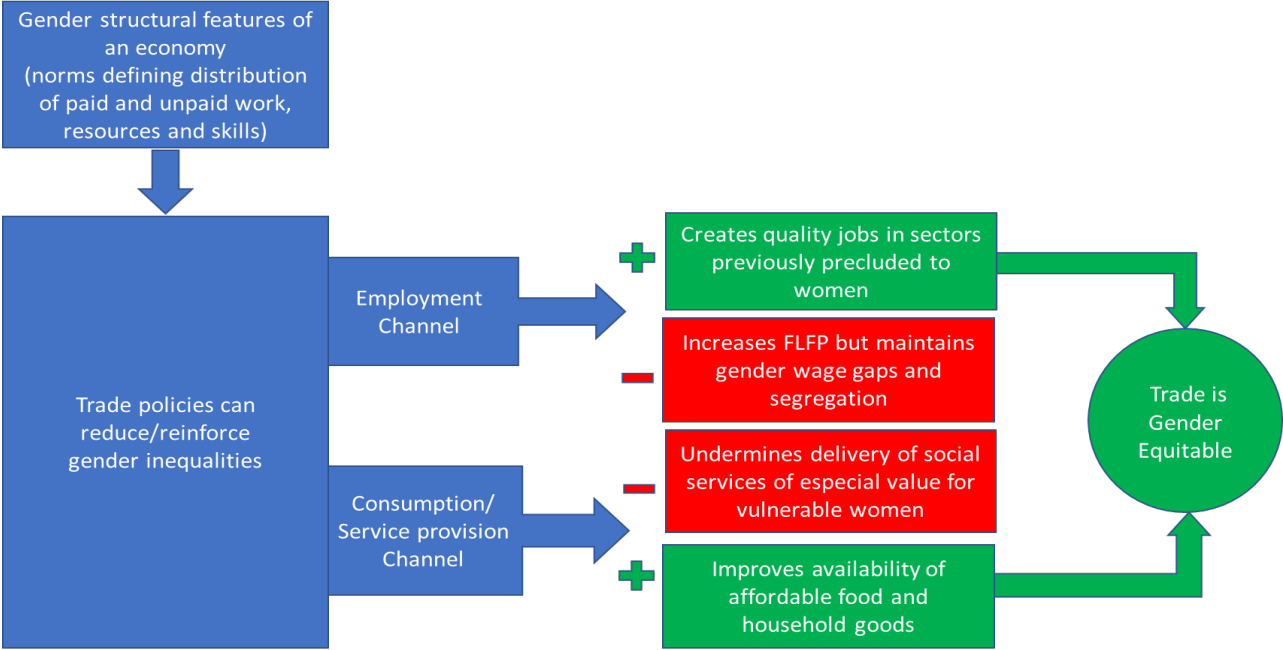 Gender structural features of
an economy
(norms defining distribution
of paid and unpaid work,
resources and skills)
Trade policies can
reduce/reinforce
gender inequalities
Employment
Channel
Consumption/
Service provision
Channel
Creates quality jobs in sectors
previously precluded to
women
Increases FLFP but maintains
gender wage gaps and
segregation
Undermines delivery of social
services of especial value for
vulnerable women
Improves availability of
affordable food and
household goods
Trade is
Gender
Equitable